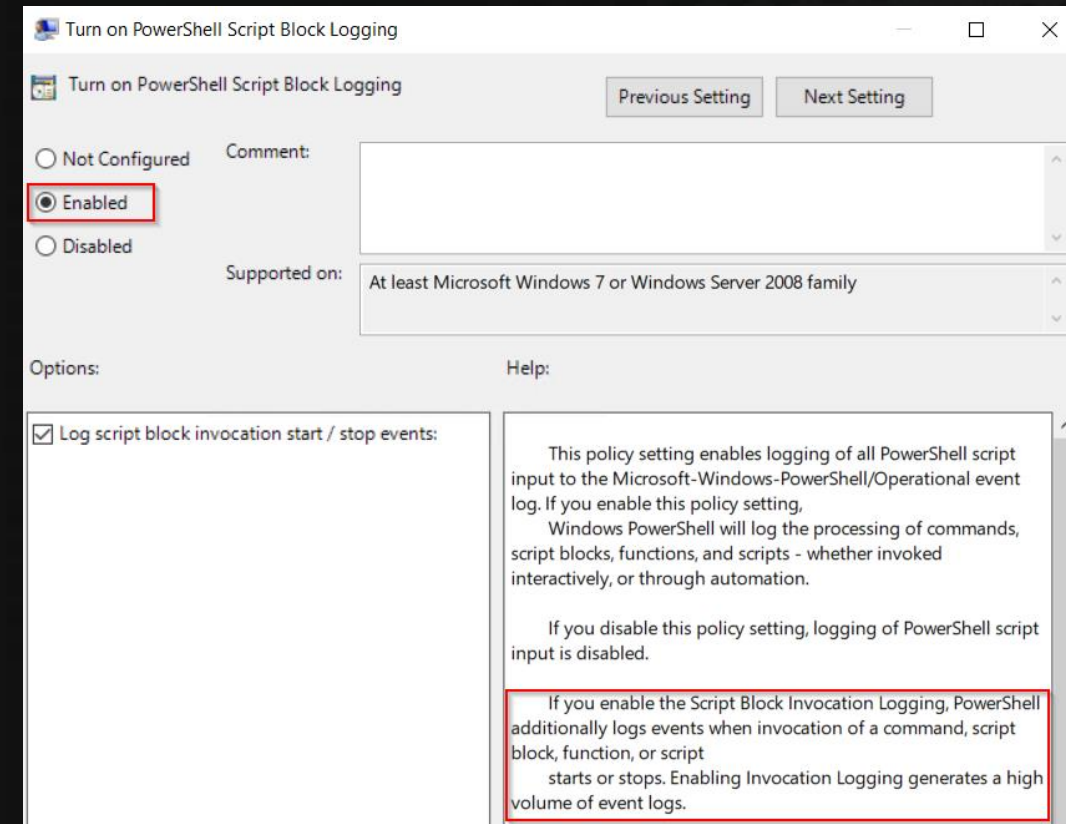 Turn on PowerShell Script Block Logging
Turn on PowerShell Script Block Logging
Previous Setting
Next Setting
Not Configured
Comment:
Enabled
Disabled
Supported on:
At least Microsoft Windows 7 or Windows Server 2008 family
Options:
Help:
Log script block invocation start / stop events:
This policy setting enables logging of all PowerShell script
input to the Microsoft-Windows-PowerShell/Operational event
log. If you enable this policy setting,
Windows PowerShell will log the processing of commands,
script blocks, functions, and scripts - whether invoked
interactively, or through automation.
If you disable this policy setting, logging of PowerShell script
input is disabled.
If you enable the Script Block Invocation Logging, PowerShell
additionally logs events when invocation of a command, script
block, function, or script
starts or stops. Enabling Invocation Logging generates a high
volume of event logs.